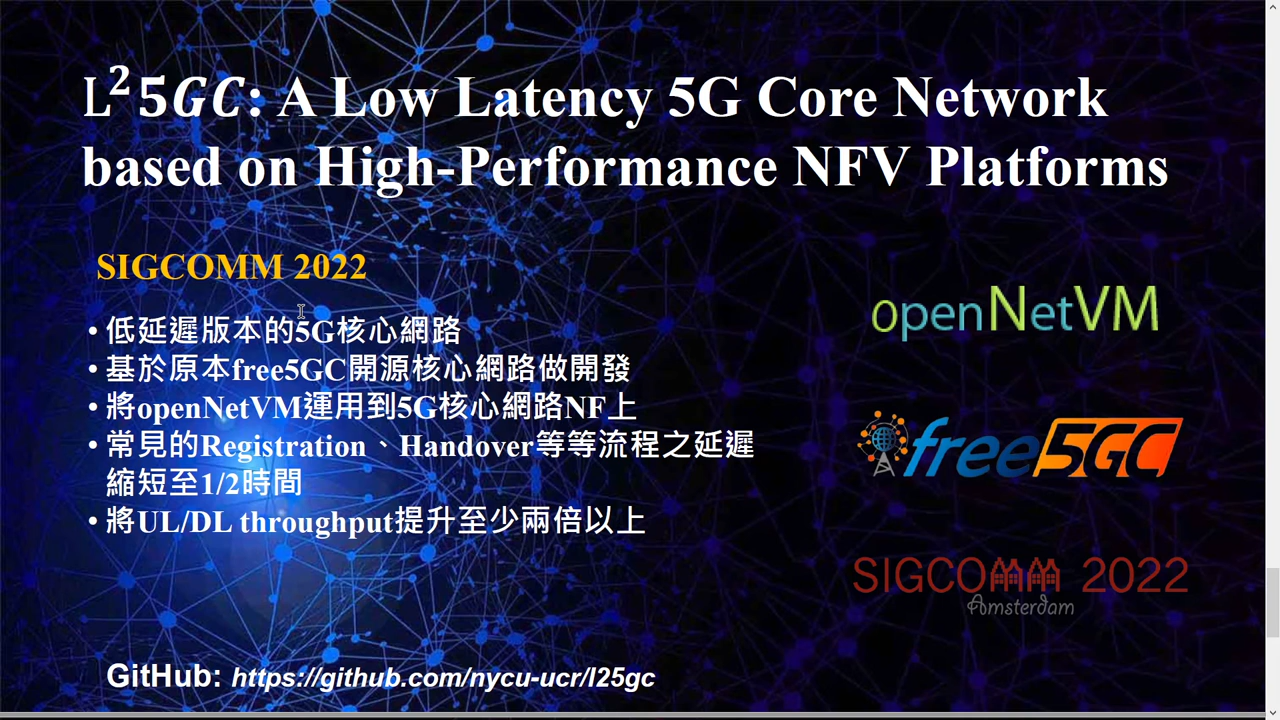 L²5GC: A Low Latency 5G Core Network
based on High-Performance NFV Platforms
SIGCOMM 2022
• 低延遲版本的5G核心網路
• 基於原本free5GC開源核心網路做開發
• 將openNetVM運用到5G核心網路NF上
• 常見的Registration、Handover等等流程之延遲
縮短至1/2時間
• 將UL/DL throughput提升至少兩倍以上
openNetVM
free5GC
SIGCOMM 2022
Amsterdam
GitHub: https://github.com/nycu-ucr/l25gc